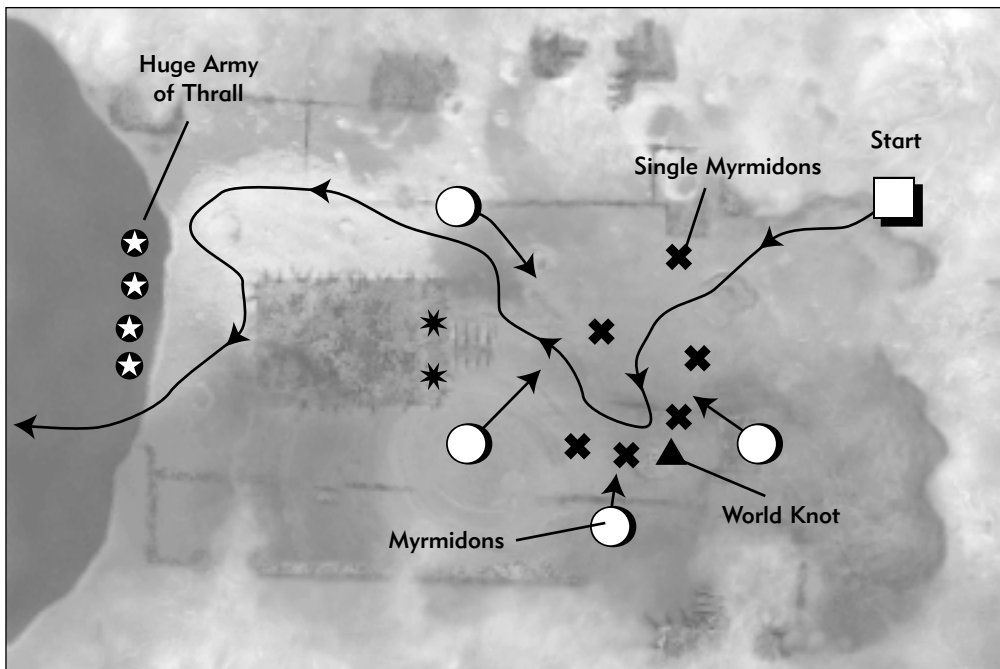 Huge Army
of Thrall
Start
Single Myrmidons
World Knot
Myrmidons